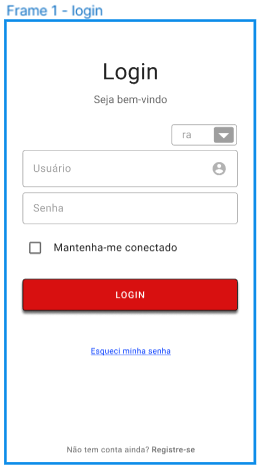 Frame 1 - login
Login
Seja bem-vindo
ra
Usuário
Senha
Mantenha-me conectado
LOGIN
Esqueci minha senha
Não tem conta ainda? Registre-se